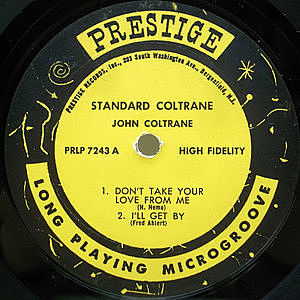 PRESTIGE
PRESTIGE RECORDS, Inc., 203 South Washington Ave., Bergenfield, N.J.
STANDARD COLTRANE
JOHN COLTRANE
PRLP 7243 A HIGH FIDELITY
1. DON'T TAKE YOUR
LOVE FROM ME
(H. Nemo)
2. I'LL GET BY
(Fred Ahlert)
LONG PLAYING MICROGROOVE